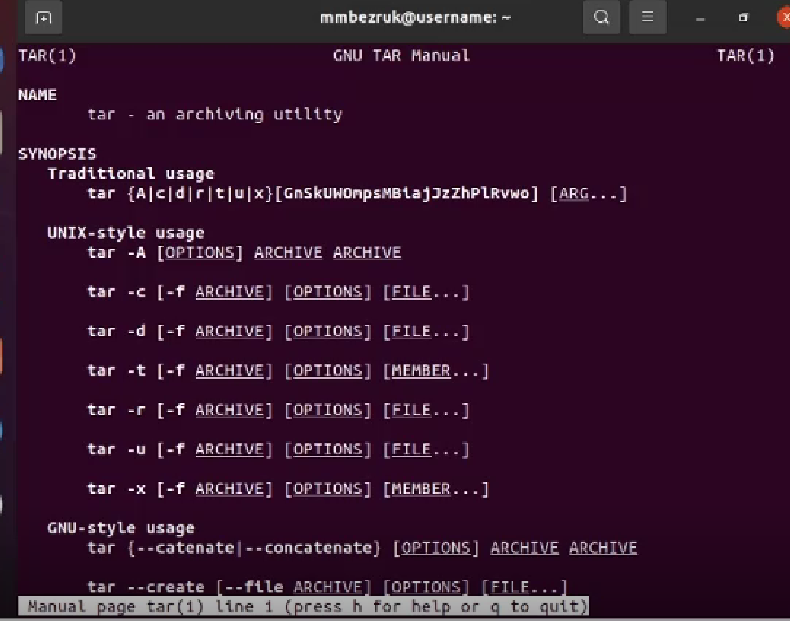 mmbezruk@username: ~
TAR(1) GNU TAR Manual TAR(1)
NAME
tar - an archiving utility
SYNOPSIS
Traditional usage
tar {A|c|d|r|t|u|x}[GnSkUWOmpsMBiajJzZhPlRvwo] [ARG...]
UNIX-style usage
tar -A [OPTIONS] ARCHIVE ARCHIVE
tar -c [-f ARCHIVE] [OPTIONS] [FILE...]
tar -d [-f ARCHIVE] [OPTIONS] [FILE...]
tar -t [-f ARCHIVE] [OPTIONS] [MEMBER...]
tar -r [-f ARCHIVE] [OPTIONS] [FILE...]
tar -u [-f ARCHIVE] [OPTIONS] [FILE...]
tar -x [-f ARCHIVE] [OPTIONS] [MEMBER...]
GNU-style usage
tar {--catenate|--concatenate} [OPTIONS] ARCHIVE ARCHIVE
tar --create [--file ARCHIVE] [OPTIONS] [FILE...]
Manual page tar(1) line 1 (press h for help or q to quit)